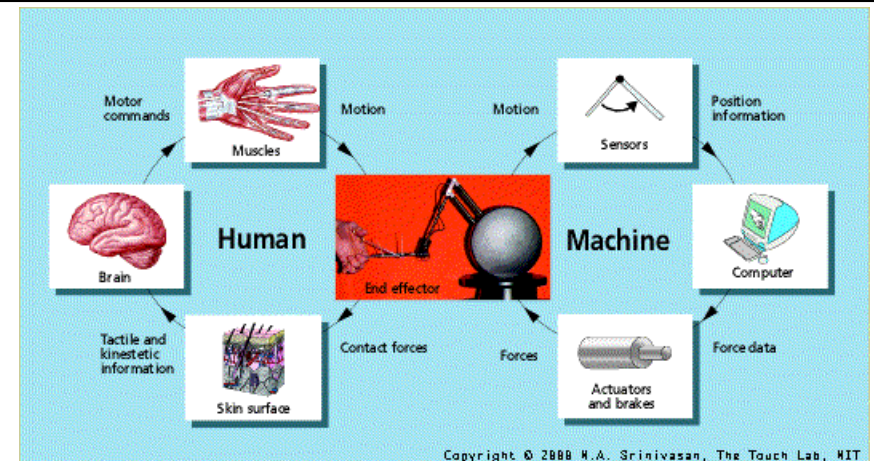 Motor
commands
Muscles
Motion
Motion
Sensors
Position
information
Brain
Human
End effector
Machine
Computer
Tactile and
kinestetic
information
Skin surface
Contact forces
Forces
Actuators
and brakes
Force data
Copyright © 2000 M.A. Srinivasan, The Touch Lab, MIT